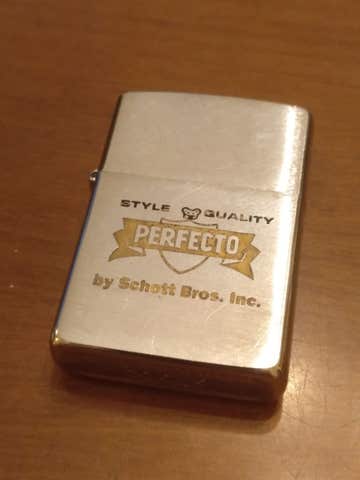 STYLE QUALITY
PERFECTO
by Schott Bros. Inc.